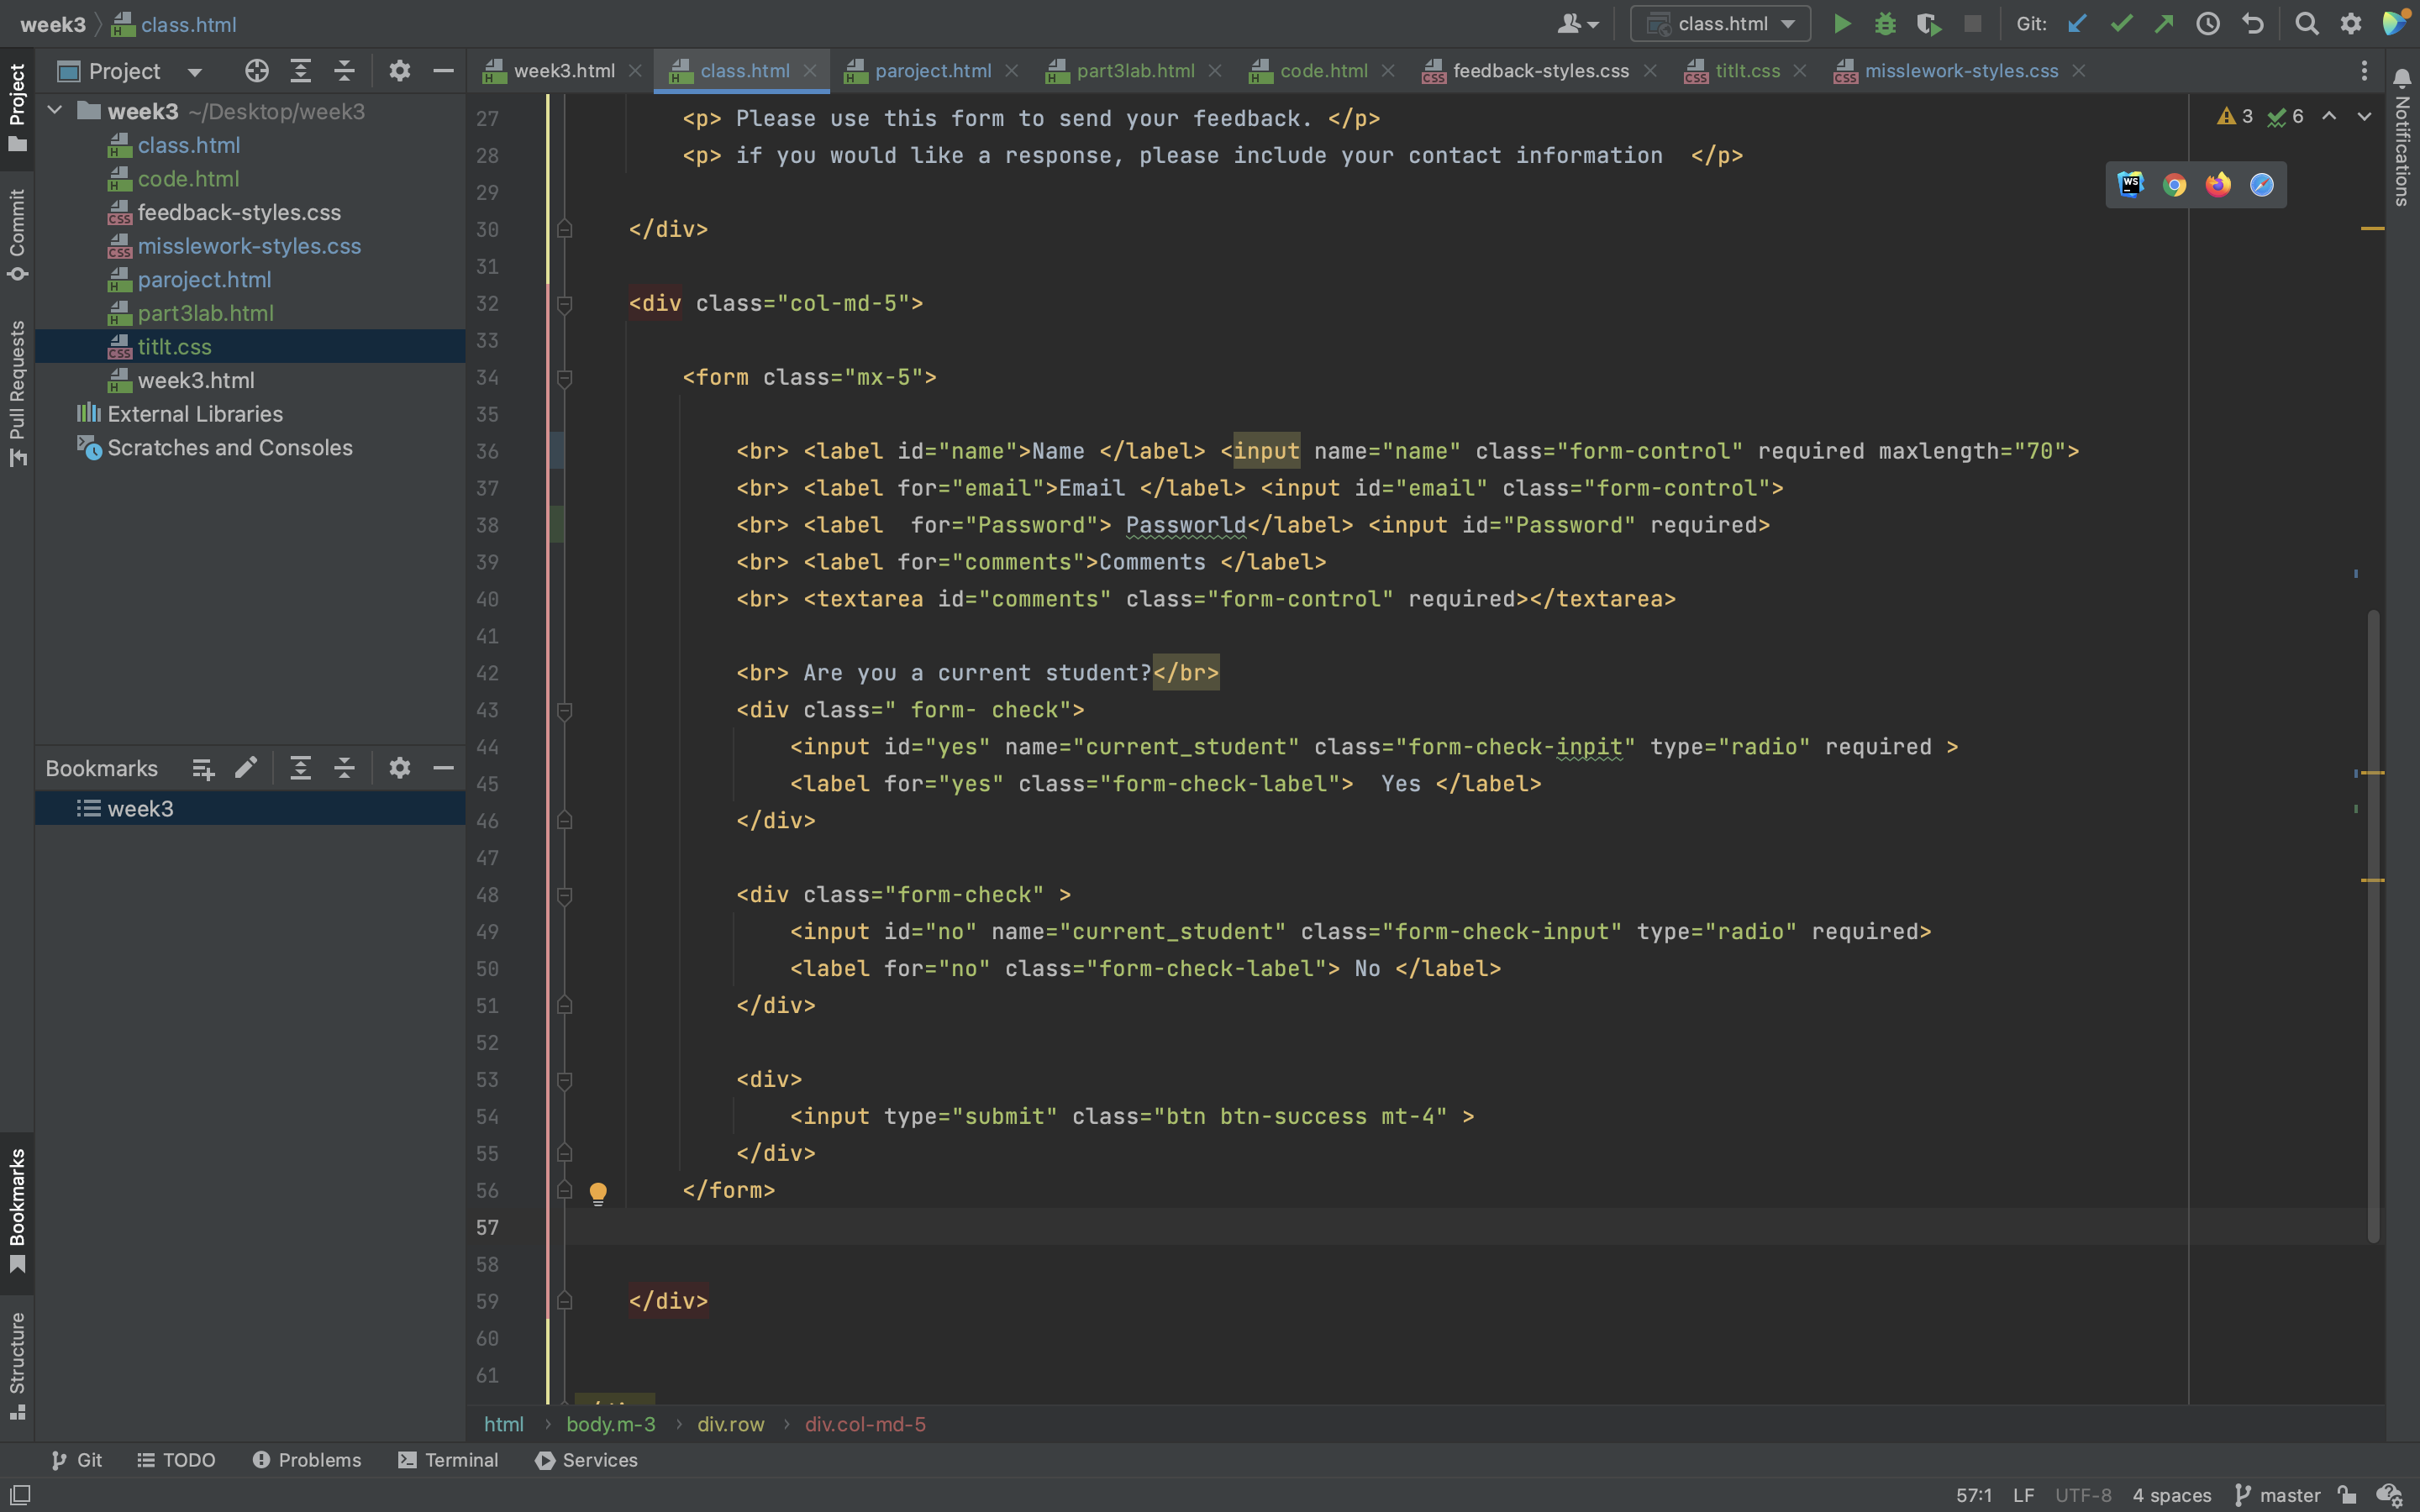 week3 class.html
class.html
Git:
Project
week3.html
class.html
paroject.html
part3lab.html
code.html
feedback-styles.css
titlt.css
misslework-styles.css
Project
Commit
Pull Requests
Bookmarks
Structure
Notifications
week3 ~/Desktop/week3
class.html
code.html
feedback-styles.css
misslework-styles.css
paroject.html
part3lab.html
titlt.css
week3.html
External Libraries
Scratches and Consoles
Bookmarks
week3
3 6
27 <p> Please use this form to send your feedback. </p>
28 <p> if you would like a response, please include your contact information  </p>
29
30 </div>
31
32 <div class="col-md-5">
33
34 <form class="mx-5">
35
36 <br> <label id="name">Name </label> <input name="name" class="form-control" required maxlength="70">
37 <br> <label for="email">Email </label> <input id="email" class="form-control">
38 <br> <label  for="Password"> Passworld</label> <input id="Password" required>
39 <br> <label for="comments">Comments </label>
40 <br> <textarea id="comments" class="form-control" required></textarea>
41
42 <br> Are you a current student?</br>
43 <div class=" form- check">
44 <input id="yes" name="current_student" class="form-check-inpit" type="radio" required >
45 <label for="yes" class="form-check-label">  Yes </label>
46 </div>
47
48 <div class="form-check" >
49 <input id="no" name="current_student" class="form-check-input" type="radio" required>
50 <label for="no" class="form-check-label"> No </label>
51 </div>
52
53 <div>
54 <input type="submit" class="btn btn-success mt-4" >
55 </div>
56 </form>
57
58
59 </div>
60
61
html › body.m-3 › div.row › div.col-md-5
Git TODO Problems Terminal Services
57:1 LF UTF-8 4 spaces master